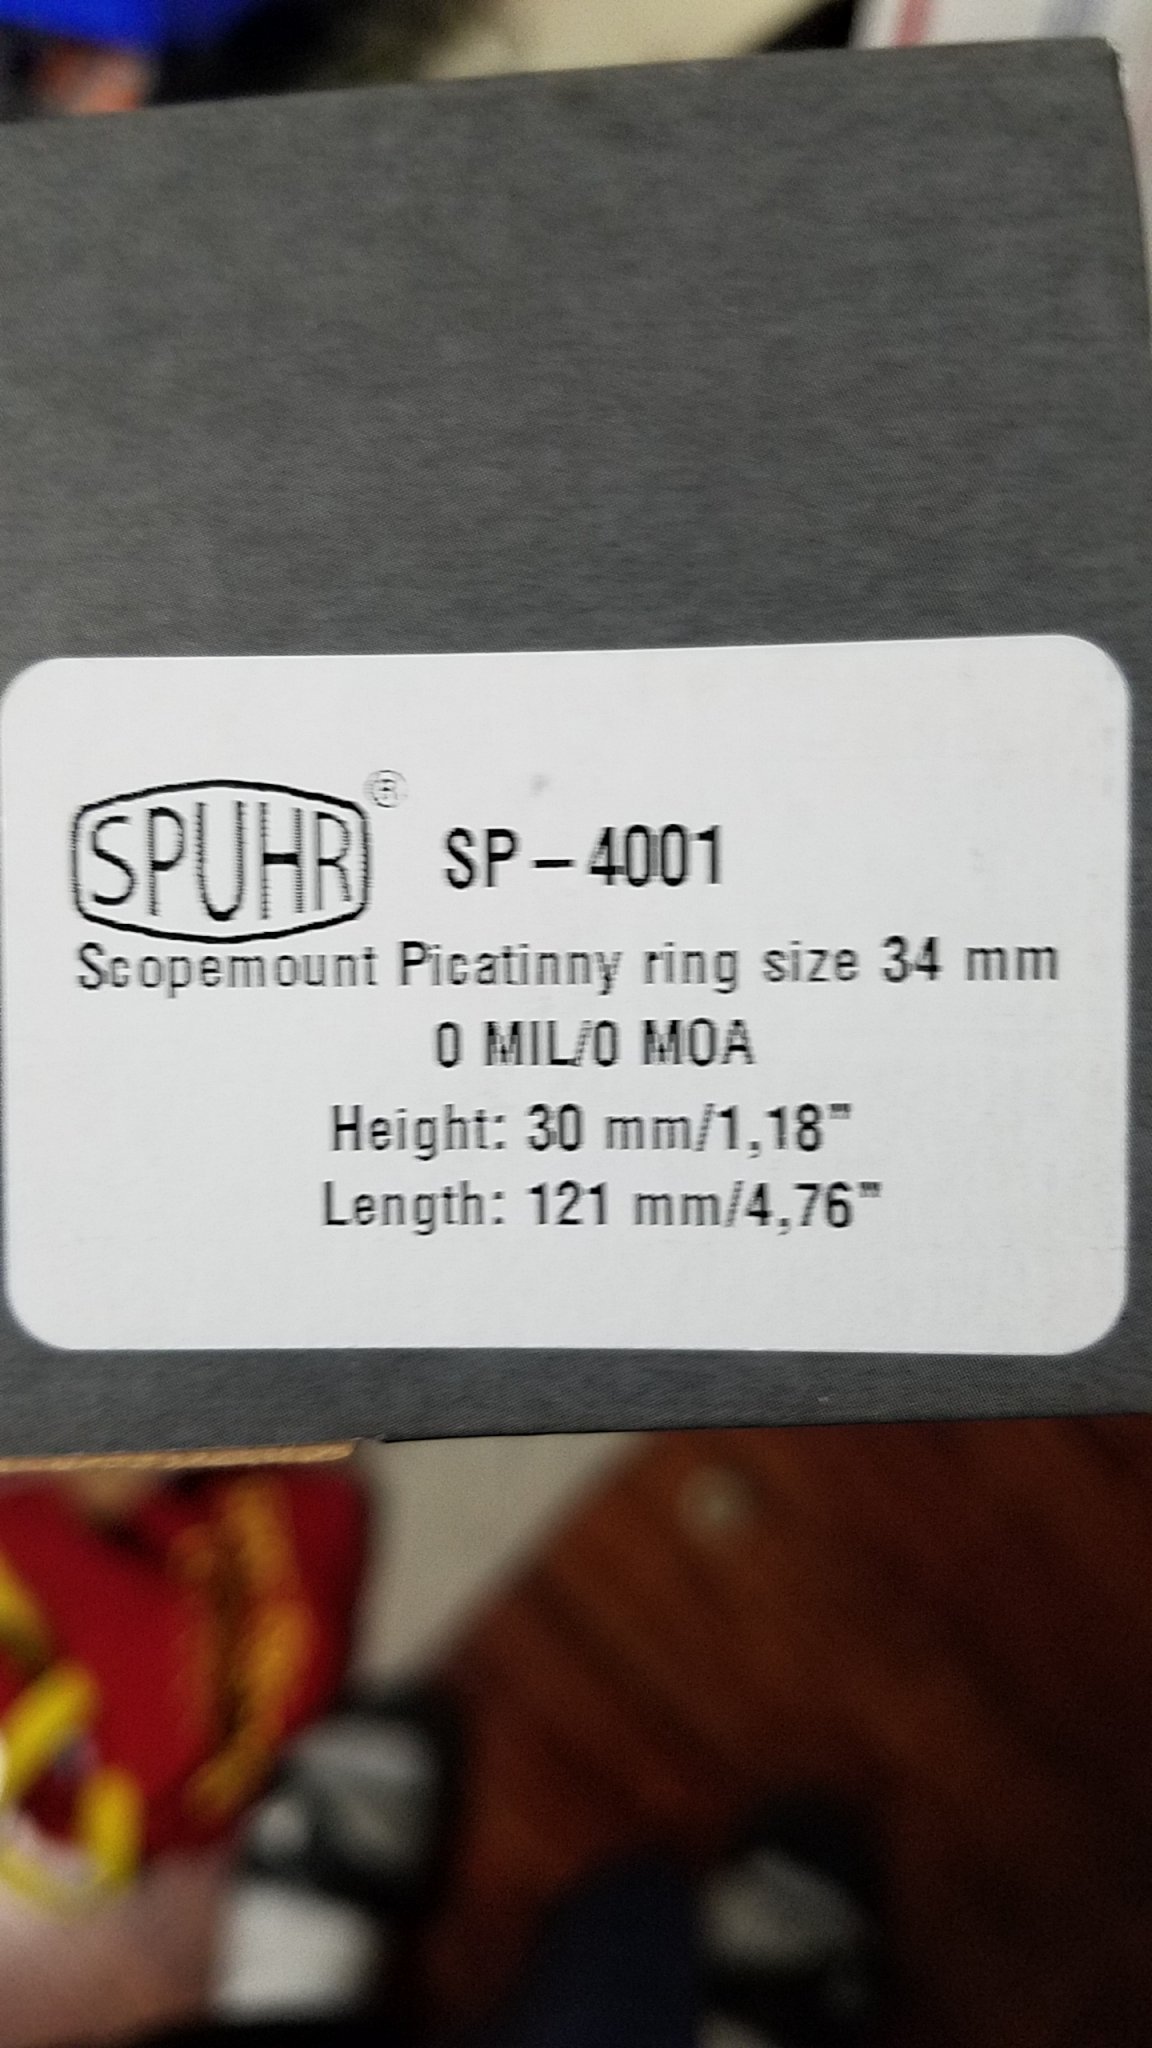 SPUHR® SP-4001
Scopemount Picatinny ring size 34 mm
0 MIL/0 MOA
Height: 30 mm/1,18"
Length: 121 mm/4,76"